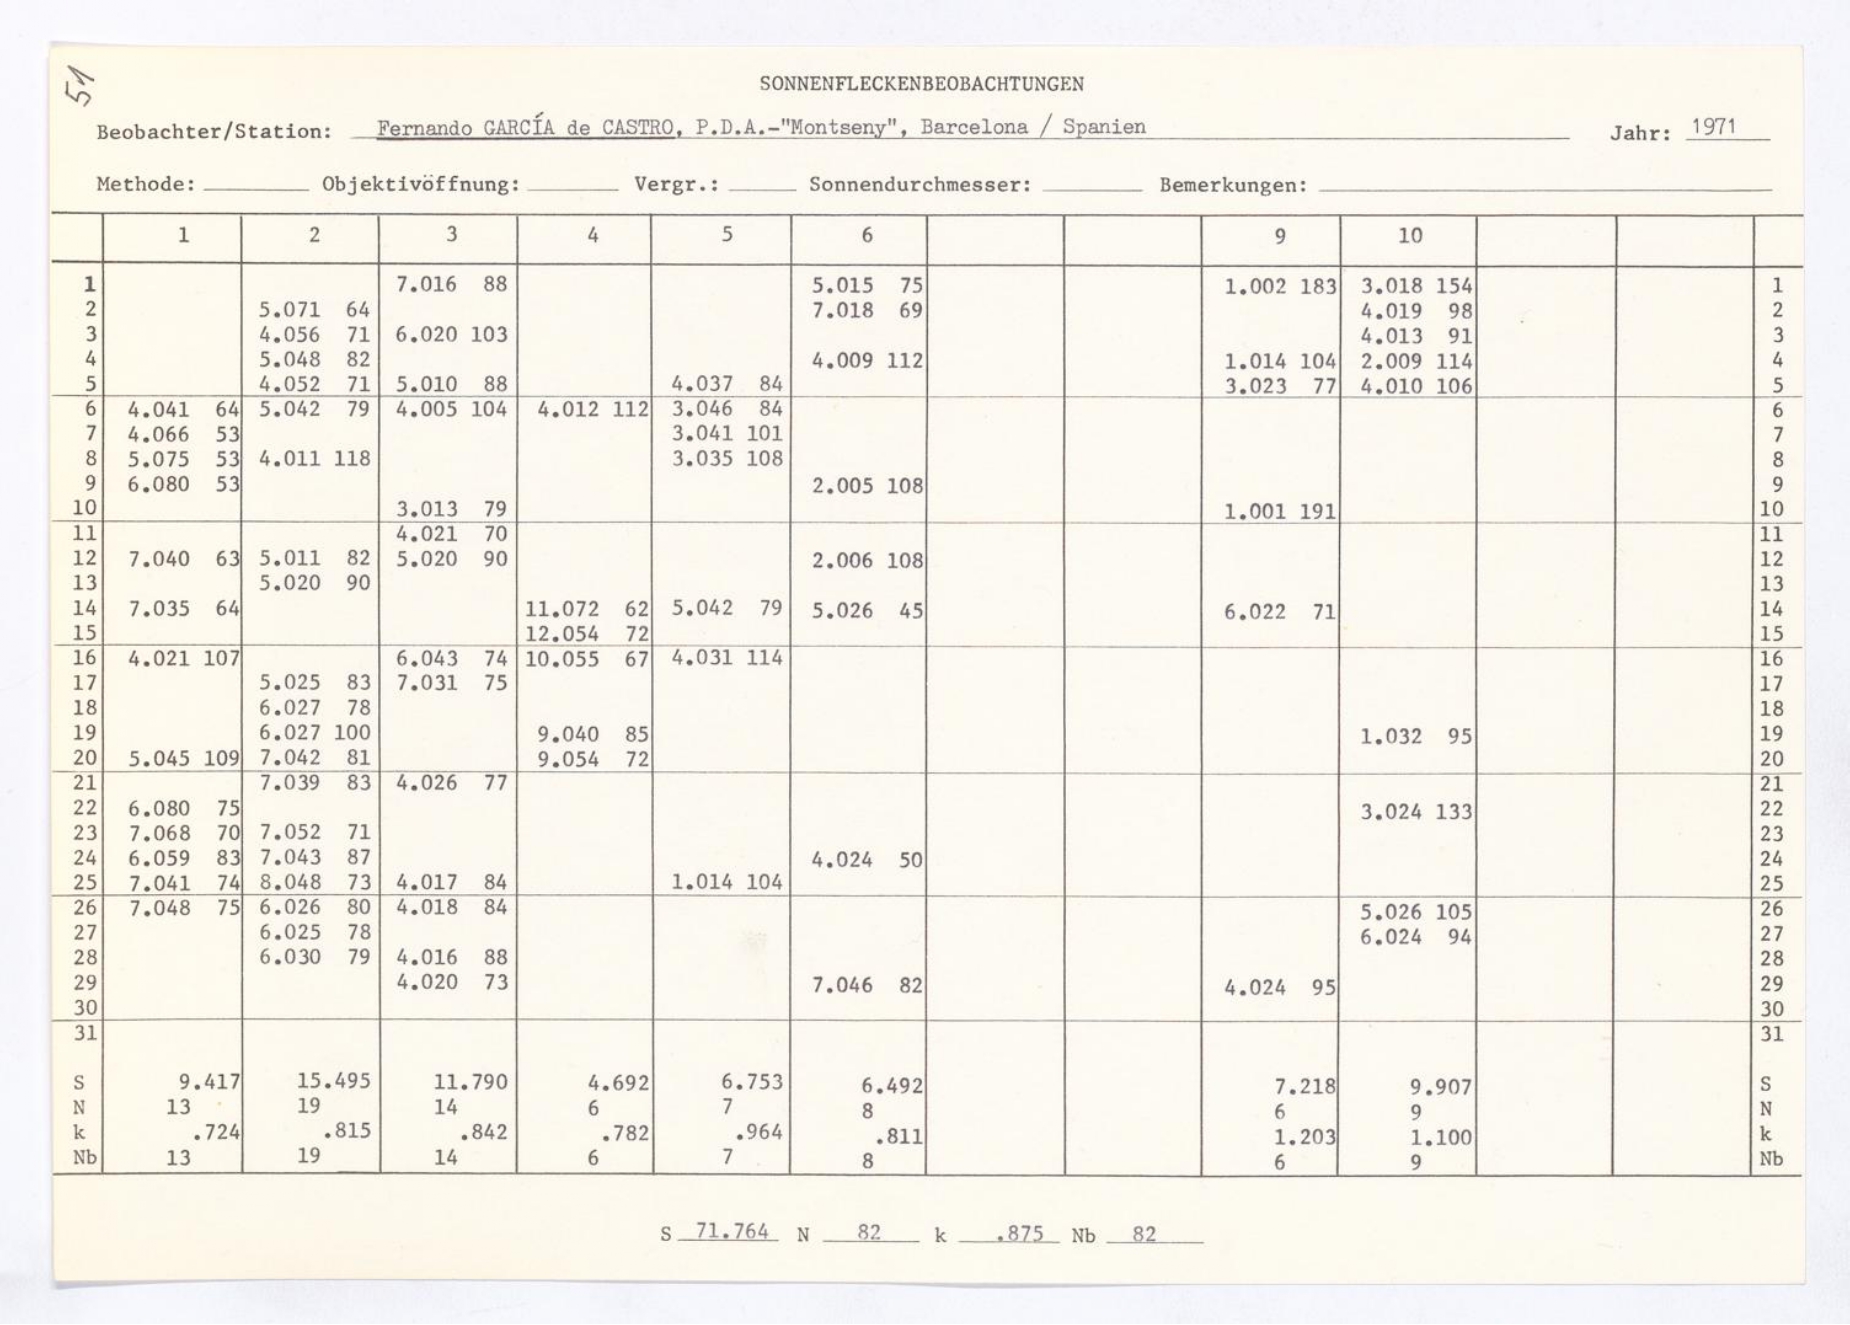 51
SONNENFLECKENBEOBACHTUNGEN
Beobachter/Station: Fernando GARCÍA de CASTRO, P.D.A.-"Montseny", Barcelona / Spanien Jahr: 1971
Methode: Objektivöffnung: Vergr.: Sonnendurchmesser: Bemerkungen:
1 2 3 4 5 6 9 10
1 7.016 88 5.015 75 1.002 183 3.018 154 1
2 5.071 64 7.018 69 4.019 98 2
3 4.056 71 6.020 103 4.013 91 3
4 5.048 82 4.009 112 1.014 104 2.009 114 4
5 4.052 71 5.010 88 4.037 84 3.023 77 4.010 106 5
6 4.041 64 5.042 79 4.005 104 4.012 112 3.046 84 6
7 4.066 53 3.041 101 7
8 5.075 53 4.011 118 3.035 108 8
9 6.080 53 2.005 108 9
10 3.013 79 1.001 191 10
11 4.021 70 11
12 7.040 63 5.011 82 5.020 90 2.006 108 12
13 5.020 90 13
14 7.035 64 11.072 62 5.042 79 5.026 45 6.022 71 14
15 12.054 72 15
16 4.021 107 6.043 74 10.055 67 4.031 114 16
17 5.025 83 7.031 75 17
18 6.027 78 18
19 6.027 100 9.040 85 1.032 95 19
20 5.045 109 7.042 81 9.054 72 20
21 7.039 83 4.026 77 21
22 6.080 75 3.024 133 22
23 7.068 70 7.052 71 23
24 6.059 83 7.043 87 4.024 50 24
25 7.041 74 8.048 73 4.017 84 1.014 104 25
26 7.048 75 6.026 80 4.018 84 5.026 105 26
27 6.025 78 6.024 94 27
28 6.030 79 4.016 88 28
29 4.020 73 7.046 82 4.024 95 29
30 30
31 31
S 9.417 15.495 11.790 4.692 6.753 6.492 7.218 9.907 S
N 13 19 14 6 7 8 6 9 N
k .724 .815 .842 .782 .964 .811 1.203 1.100 k
Nb 13 19 14 6 7 8 6 9 Nb
S 71.764 N 82 k .875 Nb 82